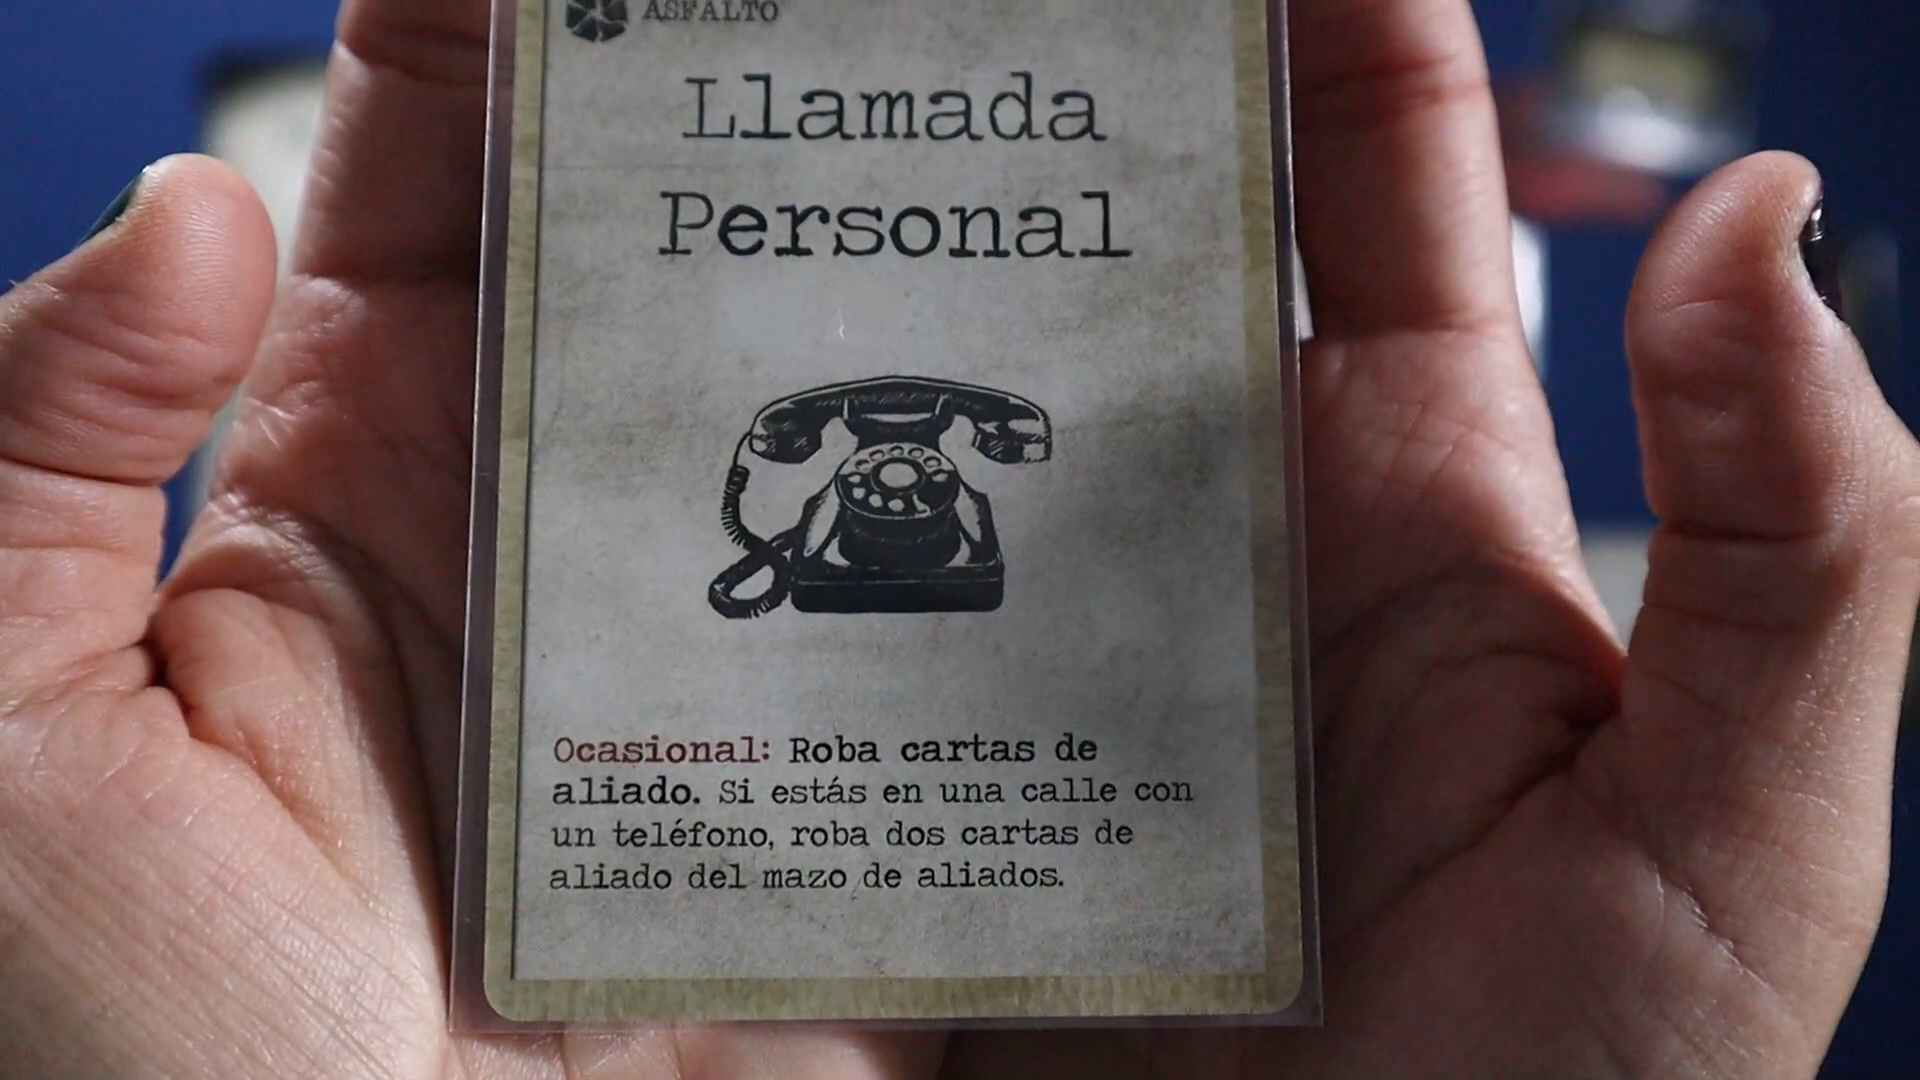 ASFALTO
Llamada
Personal
Ocasional: Roba cartas de
aliado. Si estás en una calle con
un teléfono, roba dos cartas de
aliado del mazo de aliados.